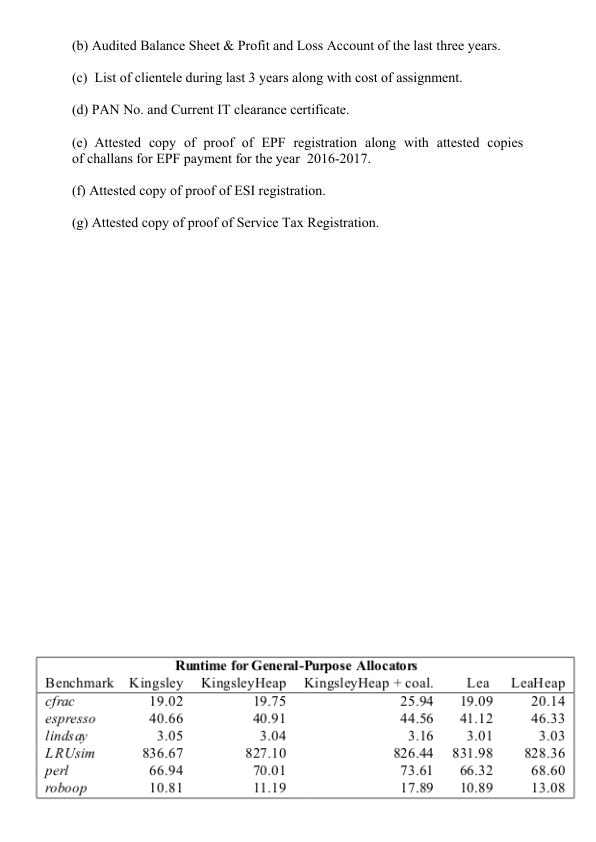 (b) Audited Balance Sheet & Profit and Loss Account of the last three years.
(c) List of clientele during last 3 years along with cost of assignment.
(d) PAN No. and Current IT clearance certificate.
(e) Attested copy of proof of EPF registration along with attested copies
of challans for EPF payment for the year 2016-2017.
(f) Attested copy of proof of ESI registration.
(g) Attested copy of proof of Service Tax Registration.
Runtime for General-Purpose Allocators
Benchmark Kingsley KingsleyHeap KingsleyHeap + coal. Lea LeaHeap
cfrac 19.02 19.75 25.94 19.09 20.14
espresso 40.66 40.91 44.56 41.12 46.33
lindsay 3.05 3.04 3.16 3.01 3.03
LRUsim 836.67 827.10 826.44 831.98 828.36
perl 66.94 70.01 73.61 66.32 68.60
roboop 10.81 11.19 17.89 10.89 13.08